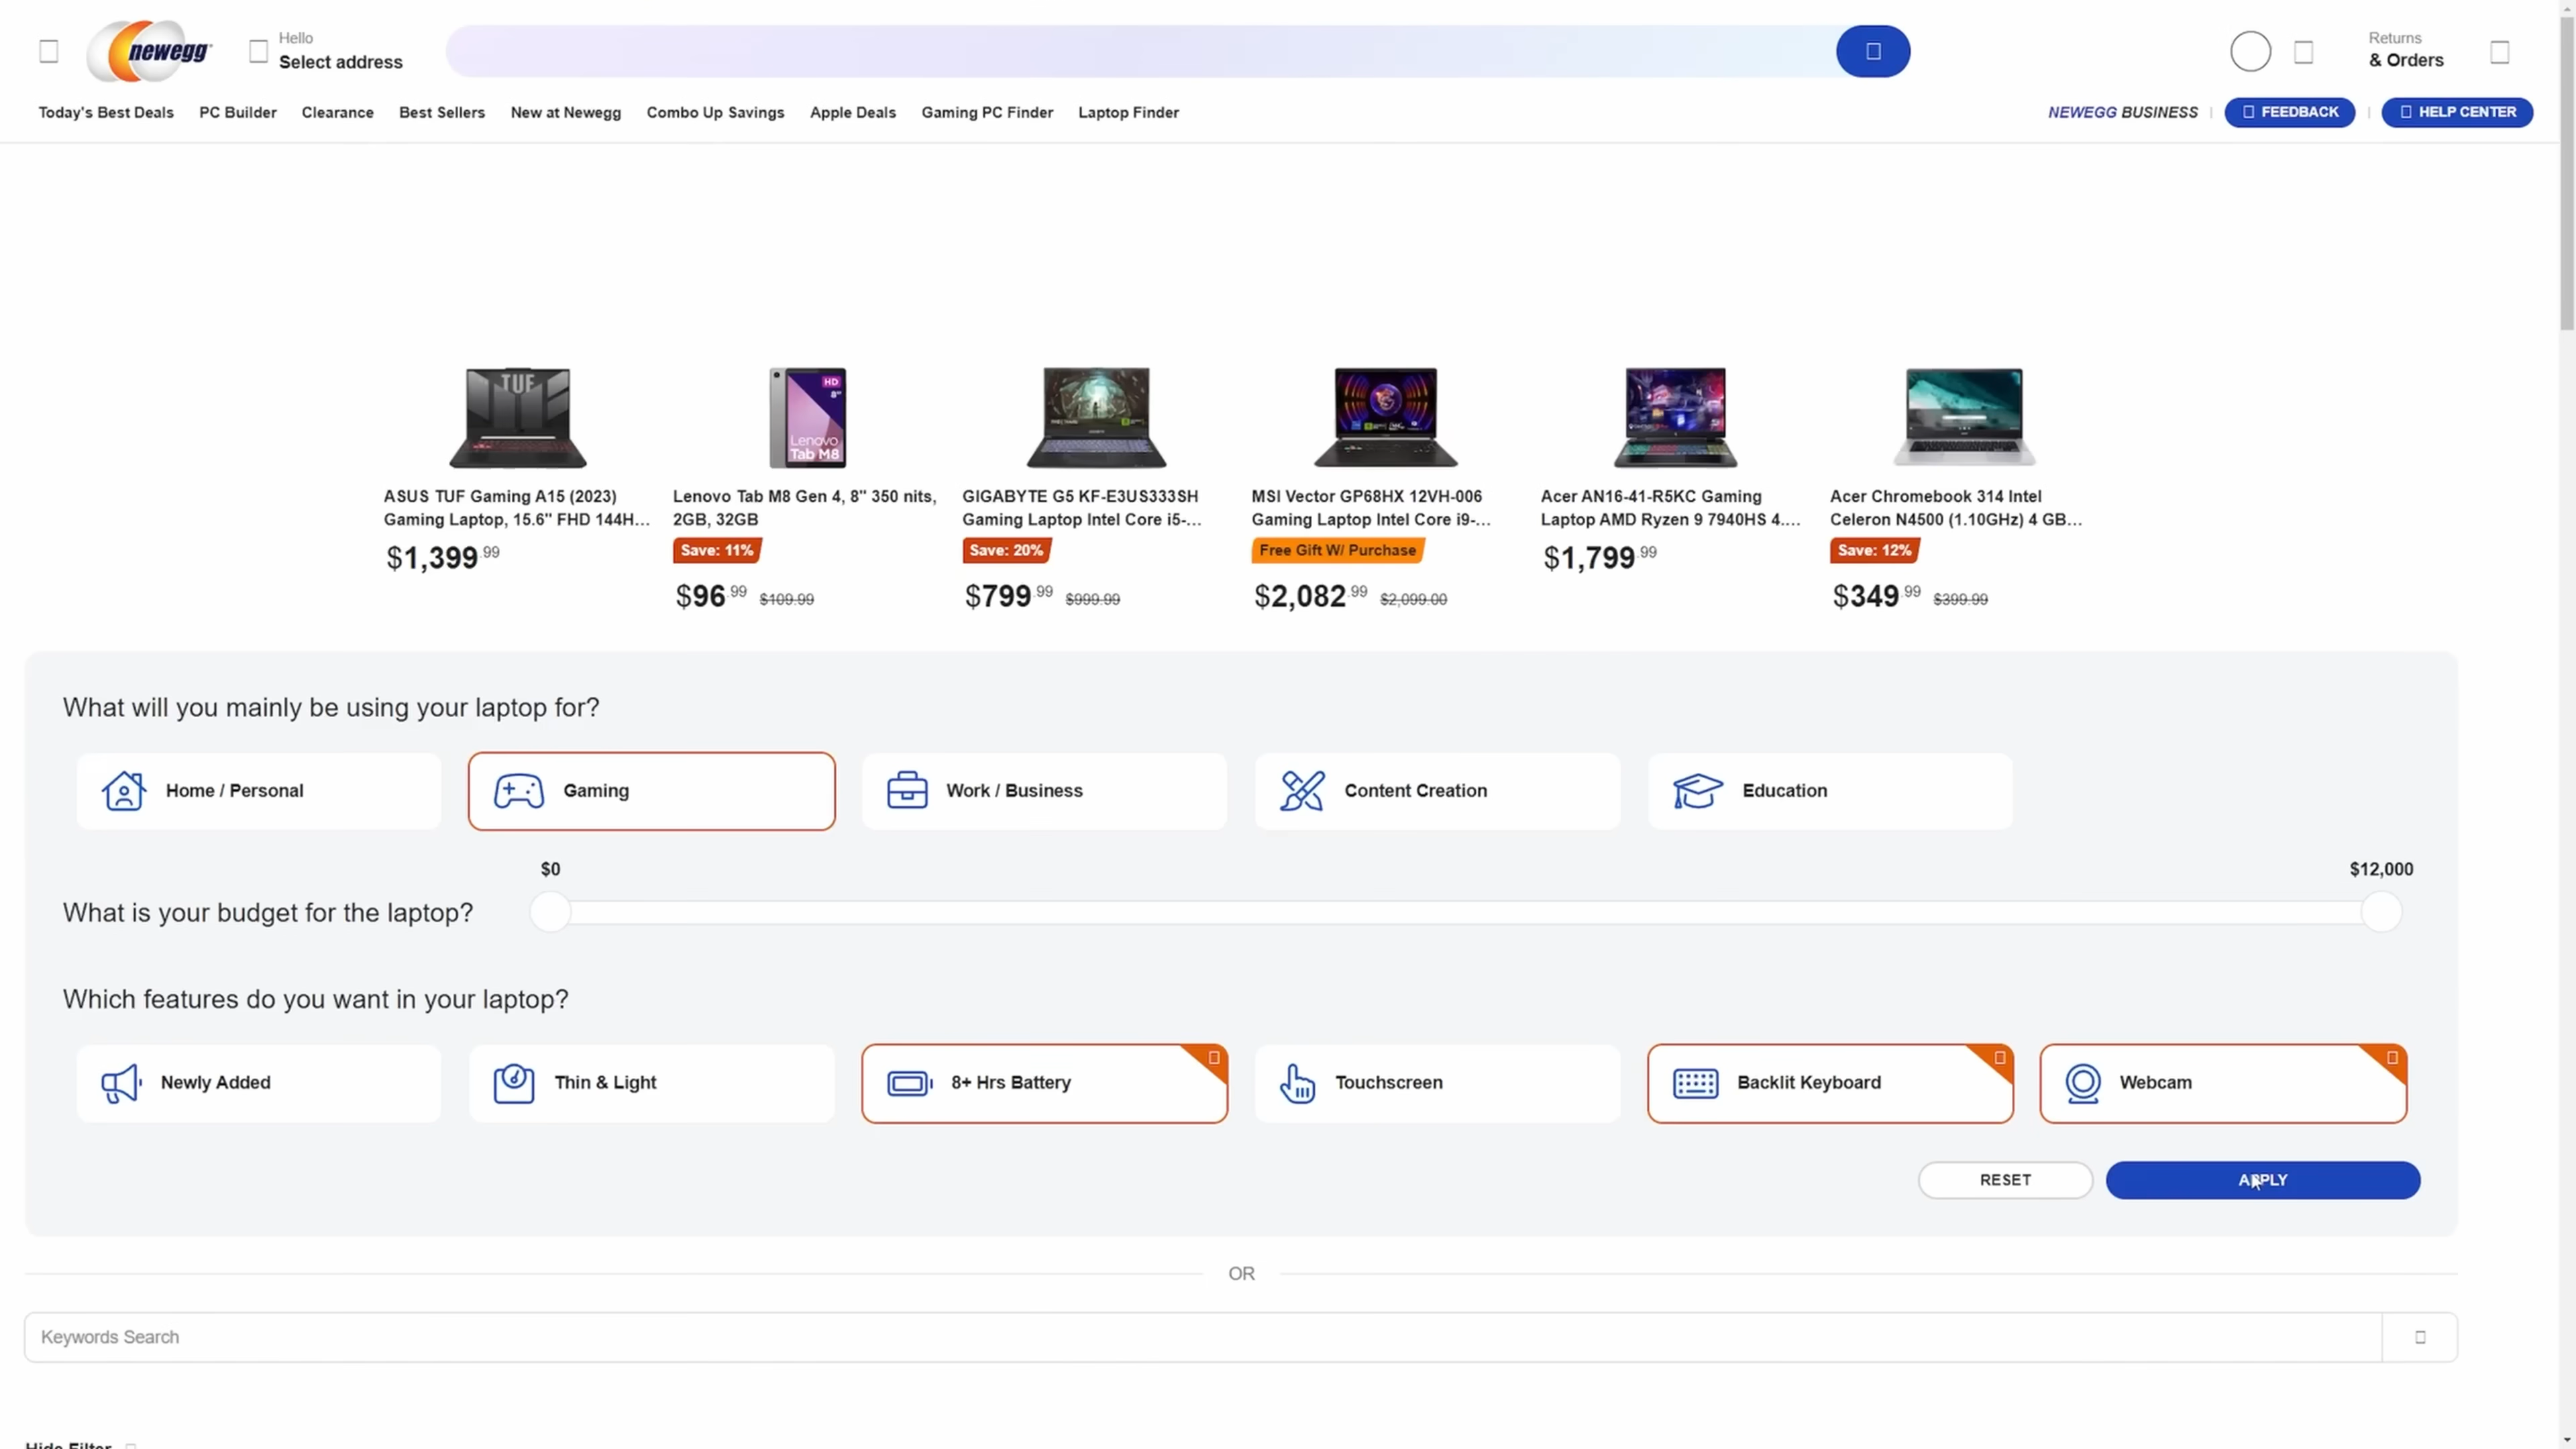 newegg
Hello
Select address
Returns
& Orders
Today's Best Deals
PC Builder
Clearance
Best Sellers
New at Newegg
Combo Up Savings
Apple Deals
Gaming PC Finder
Laptop Finder
NEWEGG BUSINESS
FEEDBACK
HELP CENTER
TUF
HD
8"
Lenovo
Tab M8
ASUS TUF Gaming A15 (2023)
Gaming Laptop, 15.6" FHD 144H...
$1,399.99
Lenovo Tab M8 Gen 4, 8" 350 nits,
2GB, 32GB
Save: 11%
$96.99 $109.99
GIGABYTE G5 KF-E3US333SH
Gaming Laptop Intel Core i5-...
Save: 20%
$799.99 $999.99
MSI Vector GP68HX 12VH-006
Gaming Laptop Intel Core i9-...
Free Gift W/ Purchase
$2,082.99 $2,099.00
Acer AN16-41-R5KC Gaming
Laptop AMD Ryzen 9 7940HS 4....
$1,799.99
Acer Chromebook 314 Intel
Celeron N4500 (1.10GHz) 4 GB...
Save: 12%
$349.99 $399.99
What will you mainly be using your laptop for?
Home / Personal
Gaming
Work / Business
Content Creation
Education
$0
$12,000
What is your budget for the laptop?
Which features do you want in your laptop?
Newly Added
Thin & Light
8+ Hrs Battery
Touchscreen
Backlit Keyboard
Webcam
RESET
APPLY
OR
Keywords Search
Hide Filter